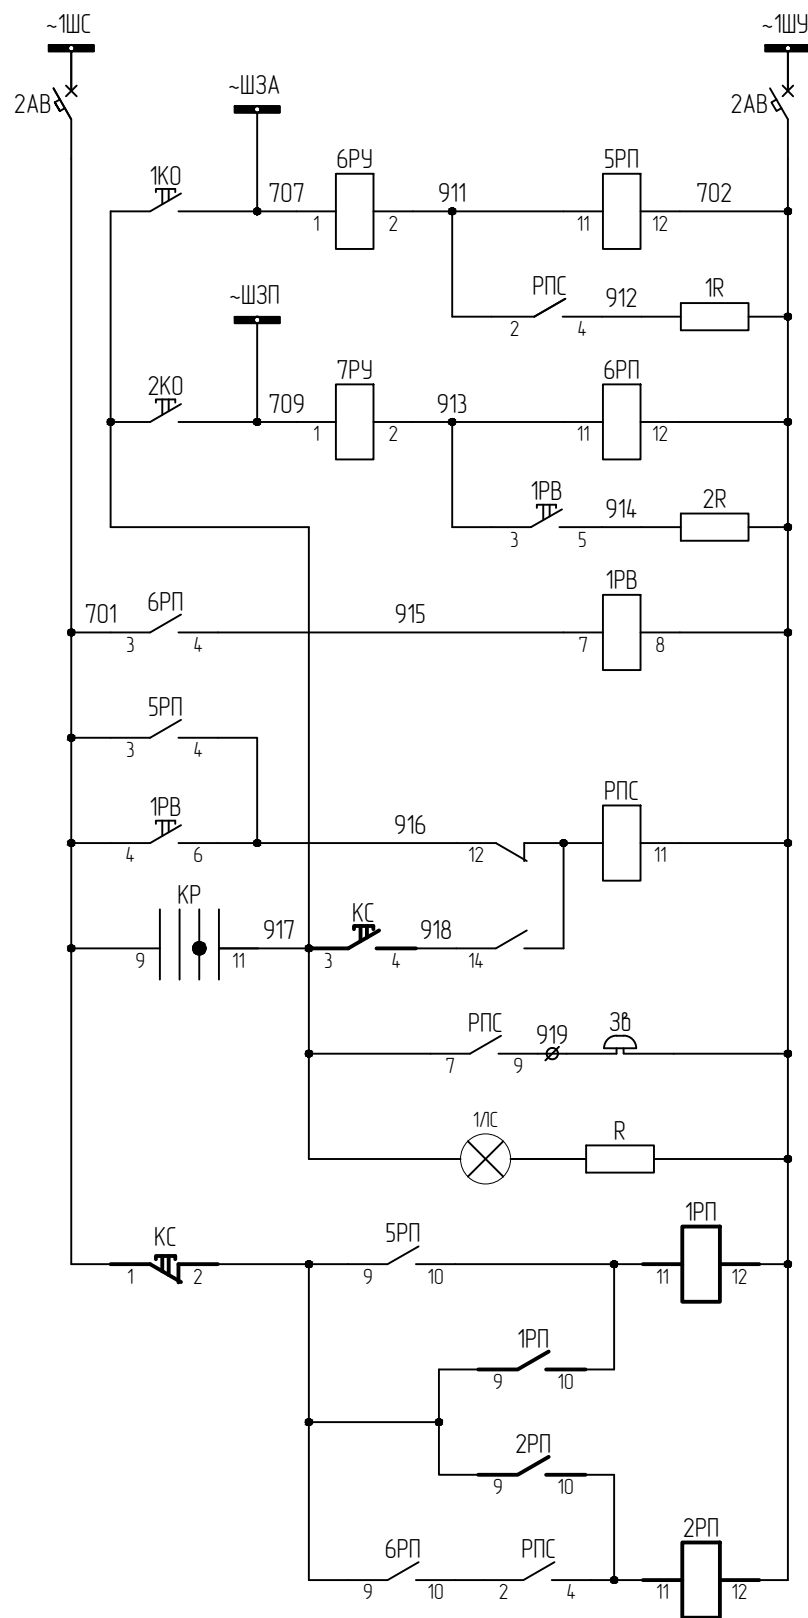 ~1ШС
~1ШУ
2АВ
2АВ
~ШЗА
1КО
707
6РУ
911
5РП
702
1
2
11
12
РПС
912
1R
2
4
~ШЗП
2КО
709
7РУ
913
6РП
1
2
11
12
1РВ
914
2R
3
5
701
6РП
915
1РВ
3
4
7
8
5РП
3
4
1РВ
916
РПС
4
6
12
11
КР
917
КС
918
9
11
3
4
14
РПС
919
Зв
7
9
1ЛС
R
КС
5РП
1РП
1
2
9
10
11
12
1РП
9
10
2РП
9
10
6РП
РПС
2РП
9
10
2
4
11
12